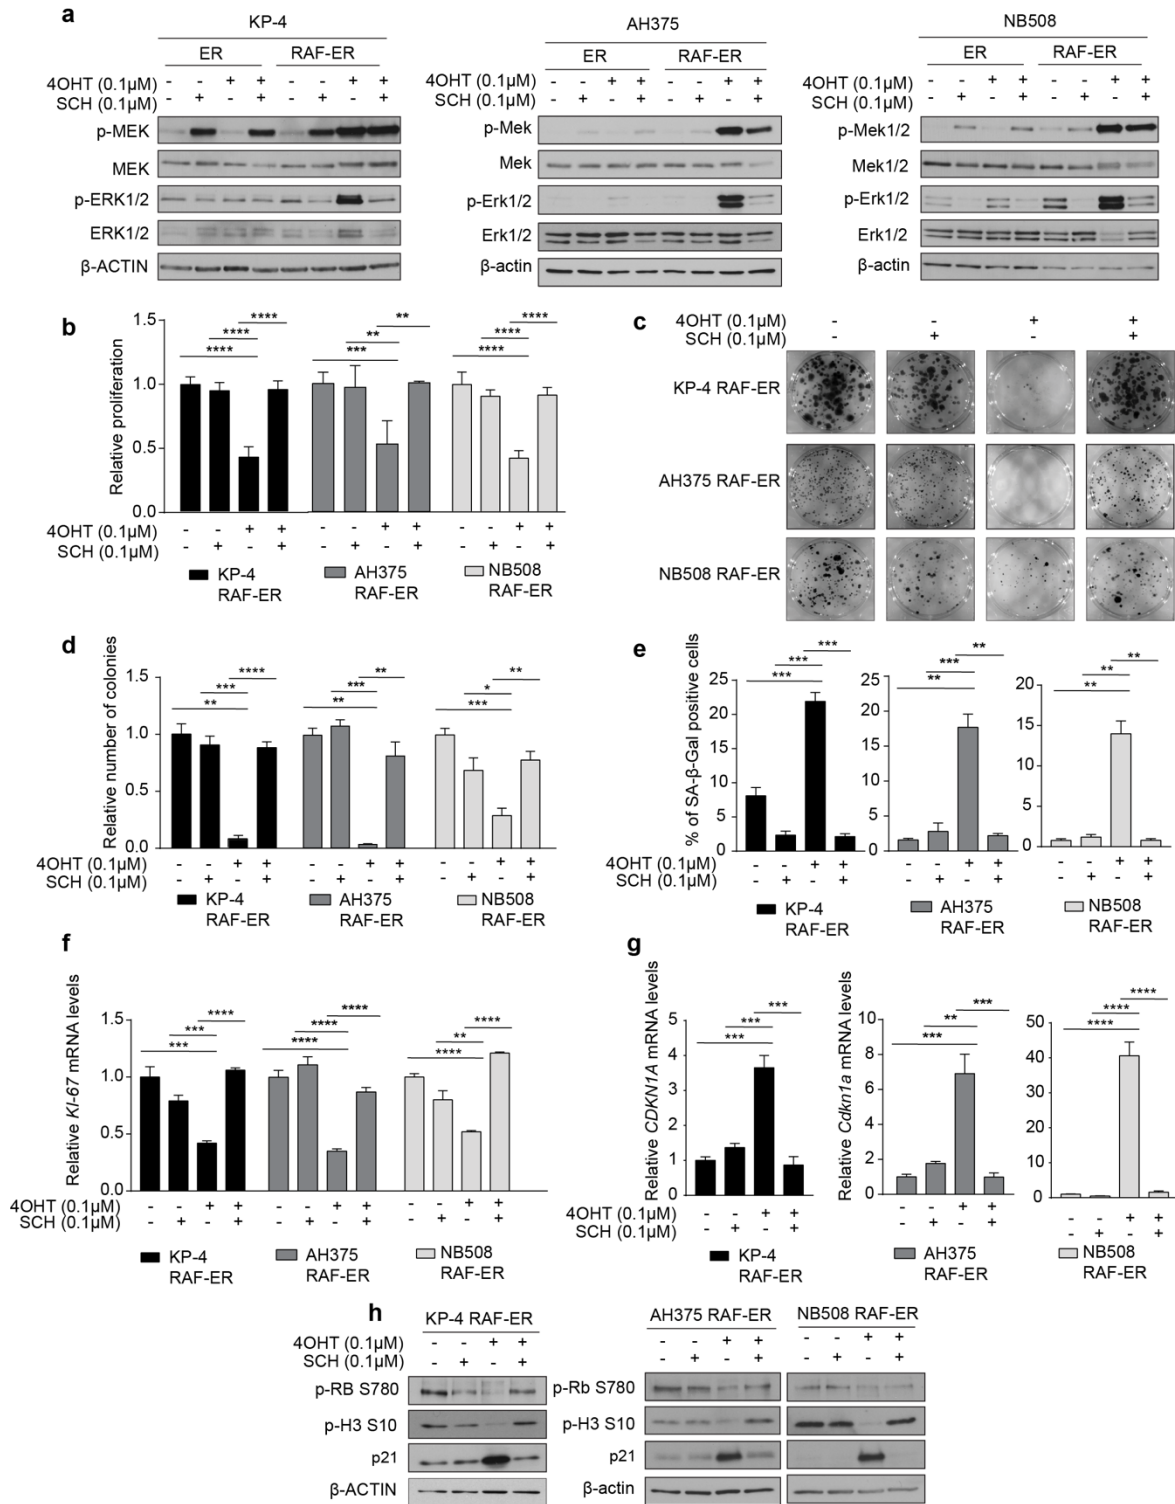 a
KP-4
ER RAF-ER
4OHT (0.1µM) - - + + - - + +
SCH (0.1µM) - + - + - + - +
p-MEK
MEK
p-ERK1/2
ERK1/2
β-ACTIN
AH375
ER RAF-ER
- - + + - - + +
- + - + - + - +
p-Mek
Mek
p-Erk1/2
Erk1/2
β-actin
NB508
ER RAF-ER
4OHT (0.1µM) - - + + - - + +
SCH (0.1µM) - + - + - + - +
p-Mek1/2
Mek1/2
p-Erk1/2
Erk1/2
β-actin
b
Relative proliferation
1.5
1.0
0.5
0.0
**** **** ****
*** ** **
**** **** ****
4OHT (0.1µM) - - + + - - + + - - + +
SCH (0.1µM) - + - + - + - + - + - +
KP-4 RAF-ER
AH375 RAF-ER
NB508 RAF-ER
c
4OHT (0.1µM) - - + +
SCH (0.1µM) - + - +
KP-4 RAF-ER
AH375 RAF-ER
NB508 RAF-ER
d
Relative number of colonies
1.5
1.0
0.5
0.0
** *** ****
** *** **
*** * **
4OHT (0.1µM) - - + + - - + + - - + +
SCH (0.1µM) - + - + - + - + - + - +
KP-4 RAF-ER
AH375 RAF-ER
NB508 RAF-ER
e
% of SA-β-Gal positive cells
25
20
15
10
5
0
*** *** ***
25
20
15
10
5
0
** *** **
20
15
10
5
0
** ** **
4OHT (0.1µM) - - + + - - + + - - + +
SCH (0.1µM) - + - + - + - + - + - +
KP-4 RAF-ER
AH375 RAF-ER
NB508 RAF-ER
f
Relative KI-67 mRNA levels
1.5
1.0
0.5
0.0
*** *** ****
**** **** ****
**** ** ****
4OHT (0.1µM) - - + + - - + + - - + +
SCH (0.1µM) - + - + - + - + - + - +
KP-4 RAF-ER
AH375 RAF-ER
NB508 RAF-ER
g
Relative CDKN1A mRNA levels
5
4
3
2
1
0
*** *** ***
Relative Cdkn1a mRNA levels
10
8
6
4
2
0
*** ** ***
50
40
30
20
10
0
**** **** ****
4OHT (0.1µM) - - + + - - + + - - + +
SCH (0.1µM) - + - + - + - + - + - +
KP-4 RAF-ER
AH375 RAF-ER
NB508 RAF-ER
h
KP-4 RAF-ER
4OHT (0.1µM) - - + +
SCH (0.1µM) - + - +
p-RB S780
p-H3 S10
p21
β-ACTIN
AH375 RAF-ER NB508 RAF-ER
- - + + - - + +
- + - + - + - +
p-Rb S780
p-H3 S10
p21
β-actin